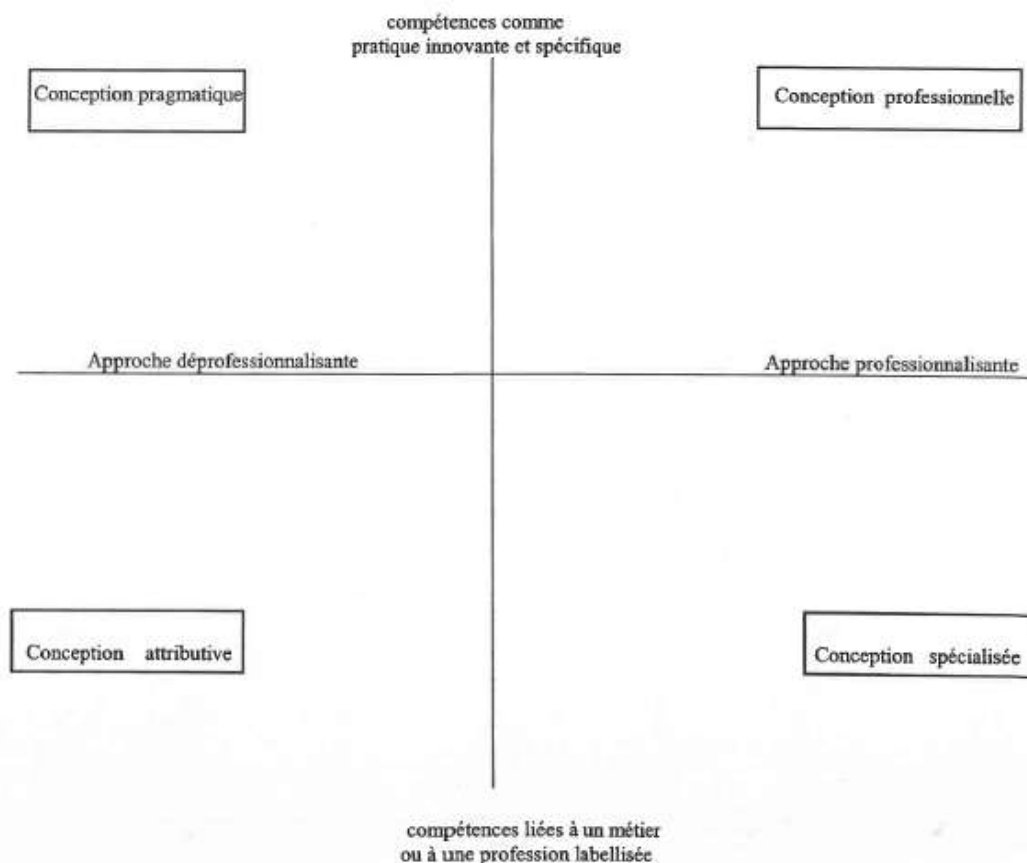 compétences comme
pratique innovante et spécifique
Conception pragmatique
Conception professionnelle
Approche déprofessionnalisante
Approche professionnalisante
Conception attributive
Conception spécialisée
compétences liées à un métier
ou à une profession labellisée